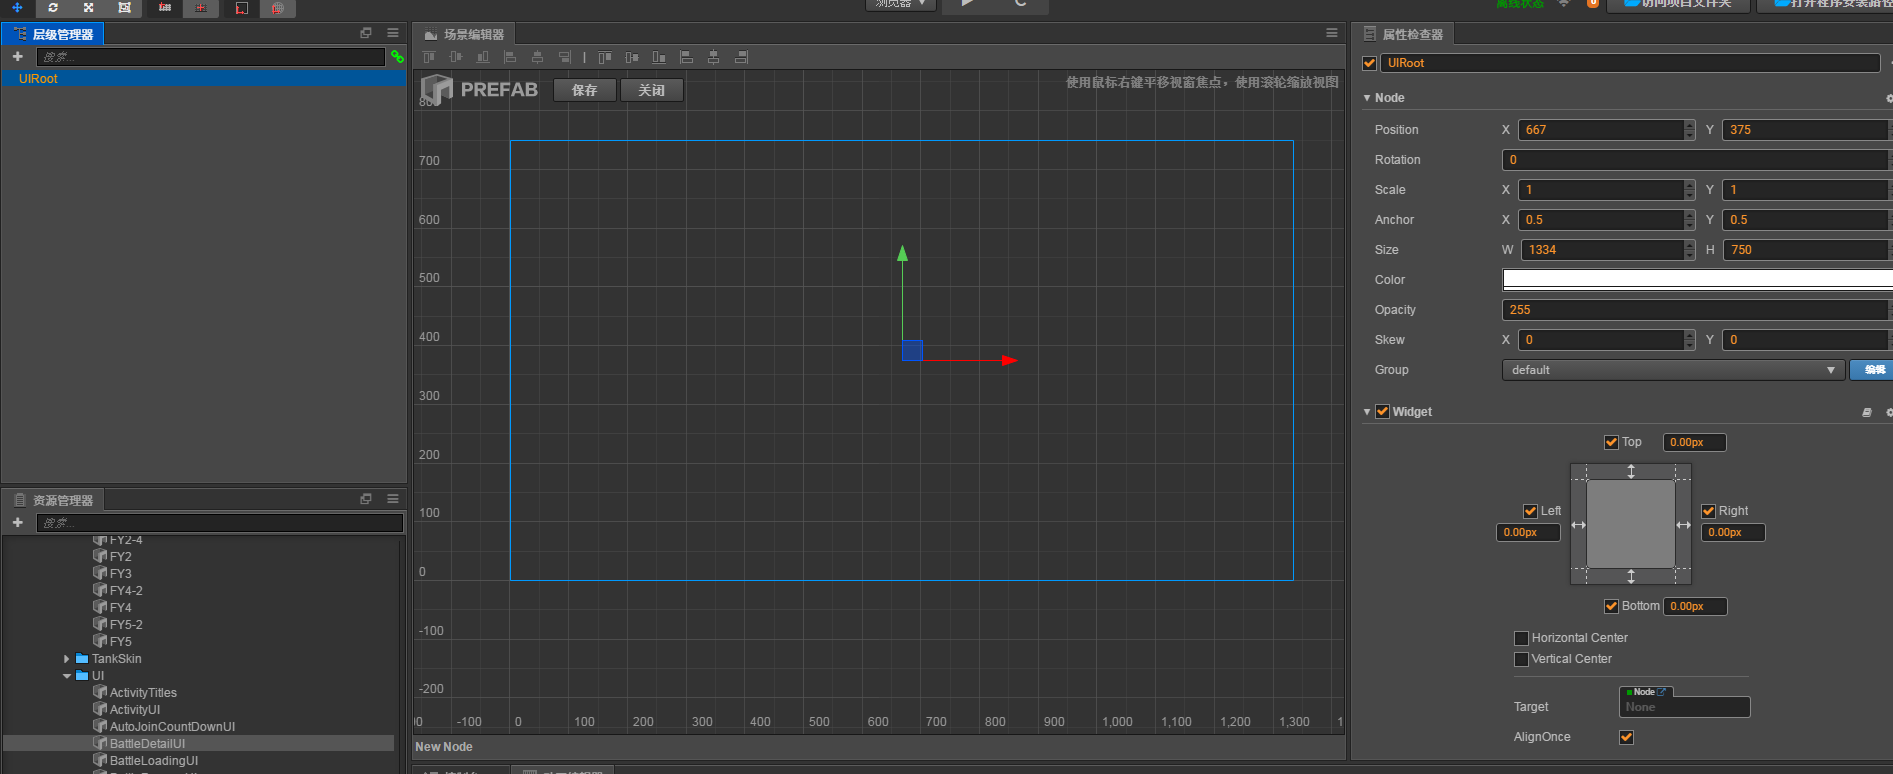 浏览器
离线状态
0
访问项目文件夹
打开程序安装路径
层级管理器
搜索...
UIRoot
场景编辑器
PREFAB
保存
关闭
使用鼠标右键平移视窗焦点，使用滚轮缩放视图
800
700
600
500
400
300
200
100
0
-100
-200
00
-100
0
100
200
300
400
500
600
700
800
900
1,000
1,100
1,200
1,300
1
New Node
资源管理器
搜索...
FY2-4
FY2
FY3
FY4-2
FY4
FY5-2
FY5
TankSkin
UI
ActivityTitles
ActivityUI
AutoJoinCountDownUI
BattleDetailUI
BattleLoadingUI
属性检查器
UIRoot
Node
Position X 667 Y 375
Rotation 0
Scale X 1 Y 1
Anchor X 0.5 Y 0.5
Size W 1334 H 750
Color
Opacity 255
Skew X 0 Y 0
Group default 编辑
Widget
Top 0.00px
Left
0.00px
Right
0.00px
Bottom 0.00px
Horizontal Center
Vertical Center
Node
Target None
AlignOnce